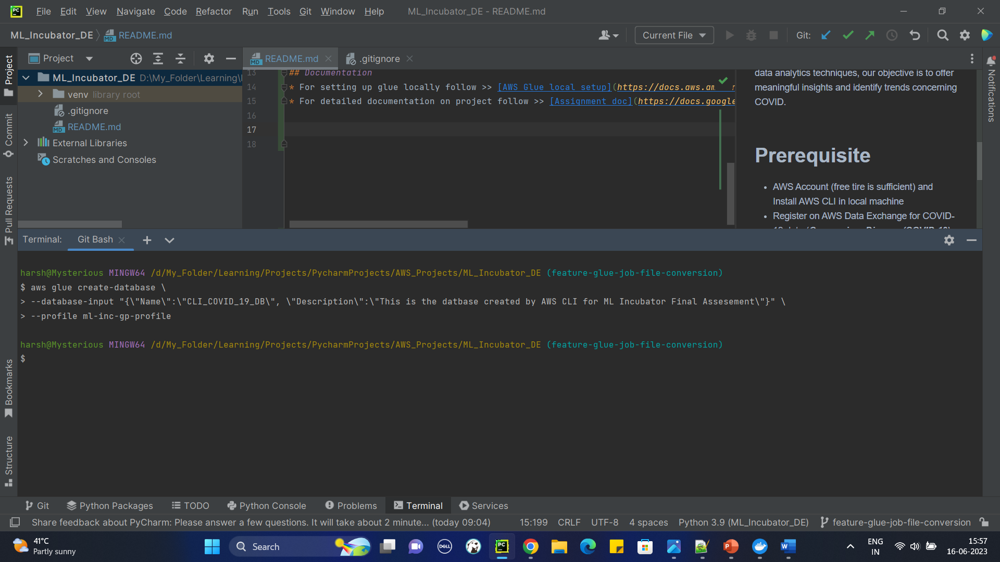 PC File Edit View Navigate Code Refactor Run Tools Git Window Help ML_Incubator_DE - README.md
ML_Incubator_DE README.md Current File Git:
Project README.md .gitignore
Project
Commit
Pull Requests
Bookmarks
Structure
Notifications
ML_Incubator_DE D:\My_Folder\Learning\
venv library root
.gitignore
README.md
External Libraries
Scratches and Consoles
13 ## Documentation
14 * For setting up glue locally follow >> [AWS Glue local setup](https://docs.aws.am
15 * For detailed documentation on project follow >> [Assignment doc](https://docs.google
16
17
18
data analytics techniques, our objective is to offer
meaningful insights and identify trends concerning
COVID.
Prerequisite
• AWS Account (free tire is sufficient) and
Install AWS CLI in local machine
• Register on AWS Data Exchange for COVID-
Terminal: Git Bash
harsh@Mysterious MINGW64 /d/My_Folder/Learning/Projects/PycharmProjects/AWS_Projects/ML_Incubator_DE (feature-glue-job-file-conversion)
$ aws glue create-database \
> --database-input "{\"Name\":\"CLI_COVID_19_DB\", \"Description\":\"This is the datbase created by AWS CLI for ML Incubator Final Assesement\"}" \
> --profile ml-inc-gp-profile
harsh@Mysterious MINGW64 /d/My_Folder/Learning/Projects/PycharmProjects/AWS_Projects/ML_Incubator_DE (feature-glue-job-file-conversion)
$
Git Python Packages TODO Python Console Problems Terminal Services
Share feedback about PyCharm: Please answer a few questions. It will take about 2 minute... (today 09:04) 15:199 CRLF UTF-8 4 spaces Python 3.9 (ML_Incubator_DE) feature-glue-job-file-conversion
41°C
Partly sunny
Search
DELL
PC
ENG
IN
15:57
16-06-2023